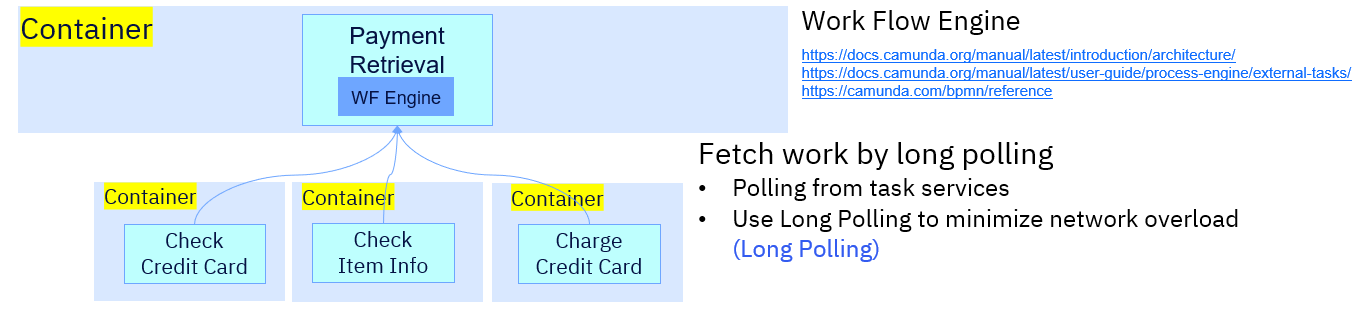 Container
Payment
Retrieval
WF Engine
Work Flow Engine
https://docs.camunda.org/manual/latest/introduction/architecture/
https://docs.camunda.org/manual/latest/user-guide/process-engine/external-tasks/
https://camunda.com/bpmn/reference
Container
Check
Credit Card
Container
Check
Item Info
Container
Charge
Credit Card
Fetch work by long polling
• Polling from task services
• Use Long Polling to minimize network overload
(Long Polling)